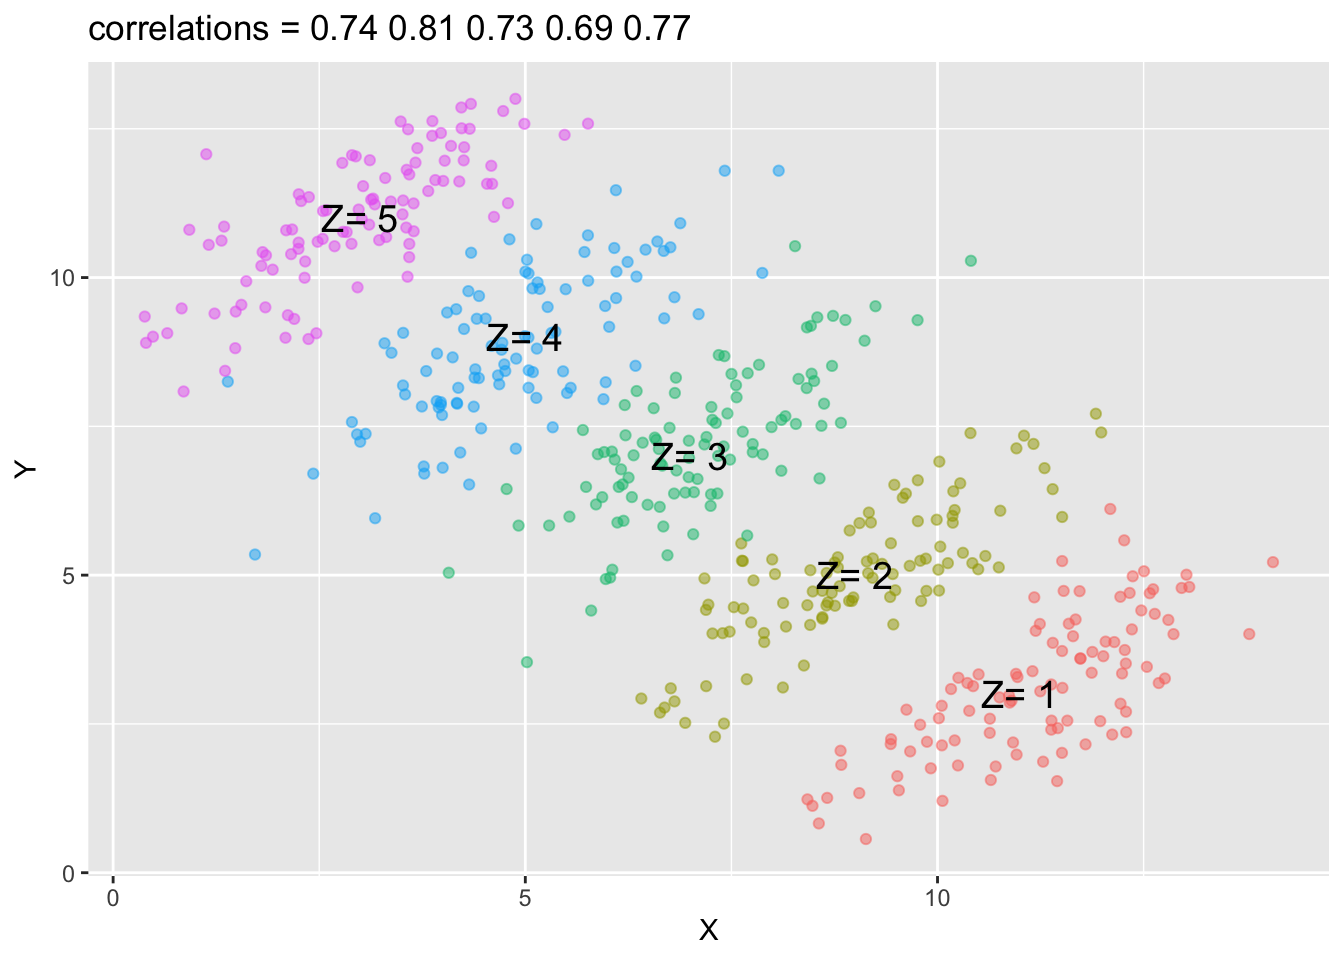 correlations = 0.74 0.81 0.73 0.69 0.77
Z= 5
10
Z= 4
Y
Z= 3
5
Z= 2
Z= 1
0
0 5 10
X